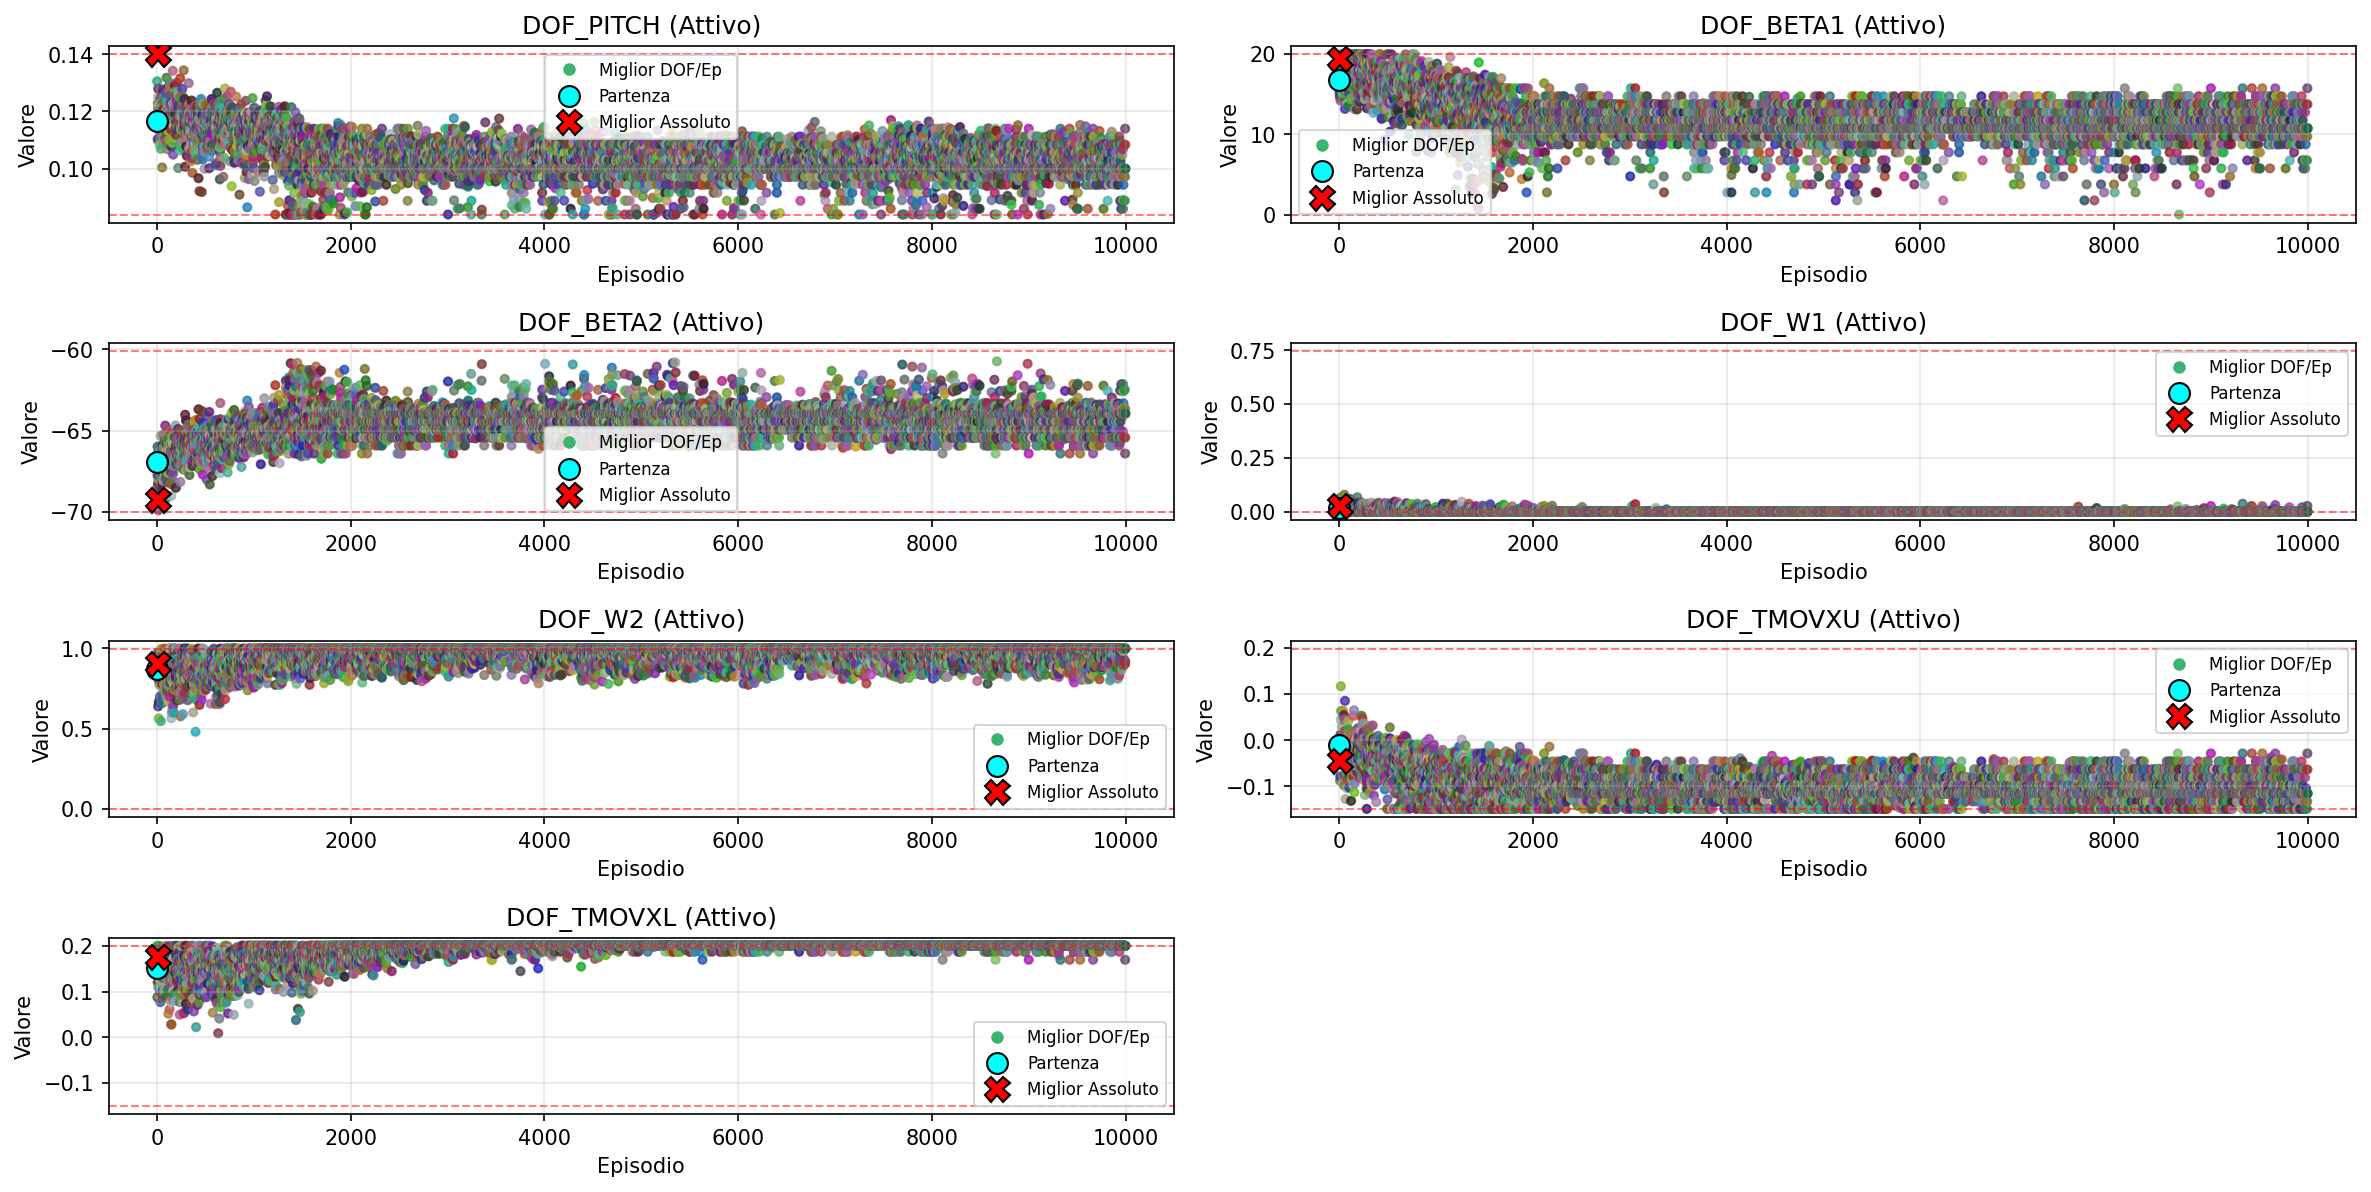 DOF_PITCH (Attivo)
0.14
0.12
0.10
Valore
Miglior DOF/Ep
Partenza
Miglior Assoluto
0 2000 4000 6000 8000 10000
Episodio
DOF_BETA1 (Attivo)
20
10
0
Valore
Miglior DOF/Ep
Partenza
Miglior Assoluto
0 2000 4000 6000 8000 10000
Episodio
DOF_BETA2 (Attivo)
−60
−65
−70
Valore
Miglior DOF/Ep
Partenza
Miglior Assoluto
0 2000 4000 6000 8000 10000
Episodio
DOF_W1 (Attivo)
0.75
0.50
0.25
0.00
Valore
Miglior DOF/Ep
Partenza
Miglior Assoluto
0 2000 4000 6000 8000 10000
Episodio
DOF_W2 (Attivo)
1.0
0.5
0.0
Valore
Miglior DOF/Ep
Partenza
Miglior Assoluto
0 2000 4000 6000 8000 10000
Episodio
DOF_TMOVXU (Attivo)
0.2
0.1
0.0
−0.1
Valore
Miglior DOF/Ep
Partenza
Miglior Assoluto
0 2000 4000 6000 8000 10000
Episodio
DOF_TMOVXL (Attivo)
0.2
0.1
0.0
−0.1
Valore
Miglior DOF/Ep
Partenza
Miglior Assoluto
0 2000 4000 6000 8000 10000
Episodio